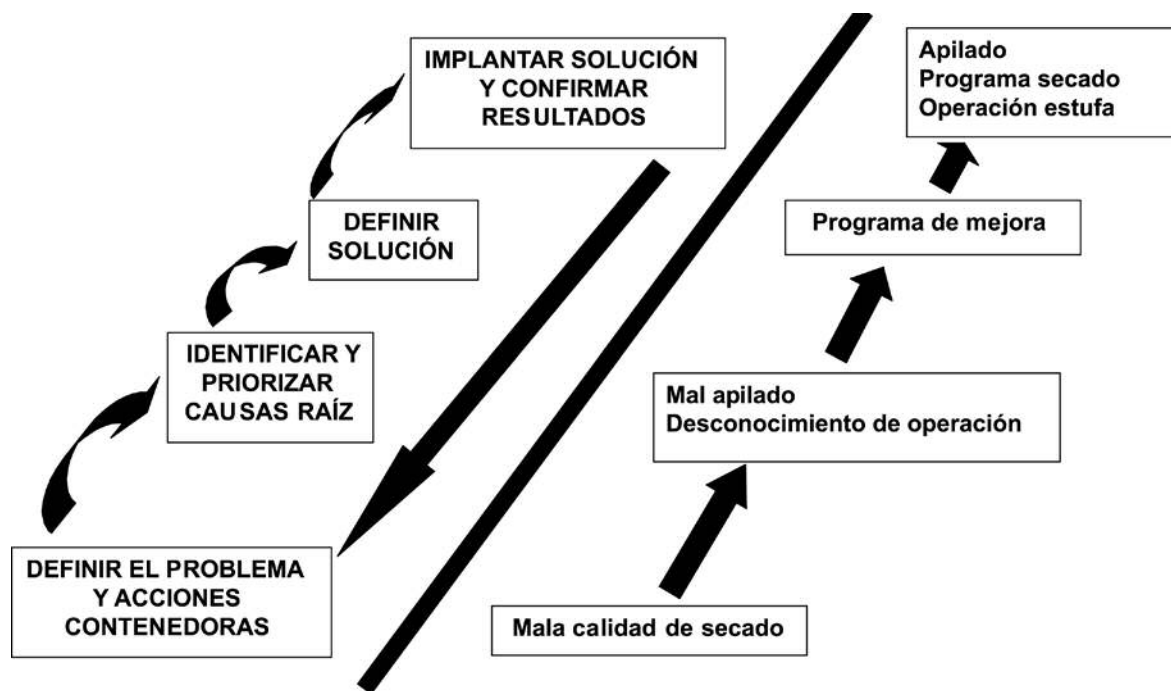 IMPLANTAR SOLUCIÓN
Y CONFIRMAR
RESULTADOS
DEFINIR
SOLUCIÓN
IDENTIFICAR Y
PRIORIZAR
CAUSAS RAÍZ
DEFINIR EL PROBLEMA
Y ACCIONES
CONTENEDORAS
Apilado
Programa secado
Operación estufa
Programa de mejora
Mal apilado
Desconocimiento de operación
Mala calidad de secado